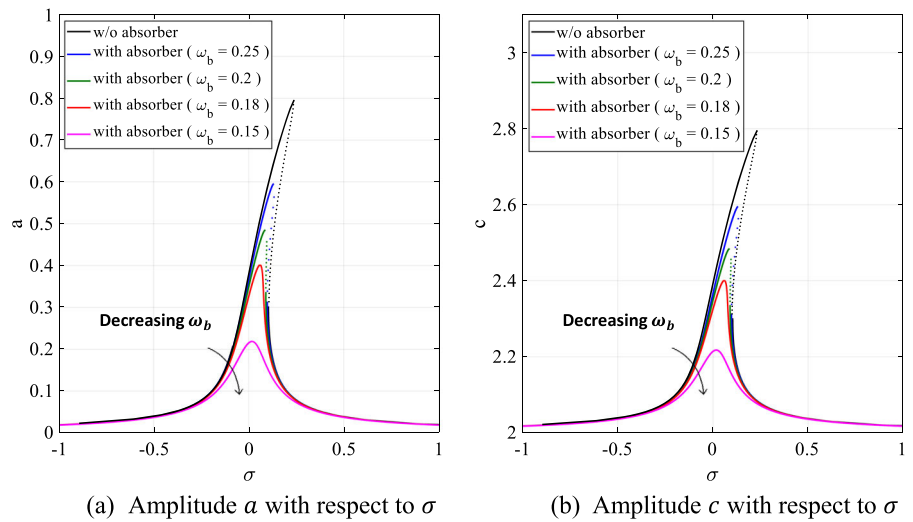 1
0.9
0.8
0.7
0.6
0.5
0.4
0.3
0.2
0.1
0
a
w/o absorber
with absorber ( ω_b = 0.25 )
with absorber ( ω_b = 0.2 )
with absorber ( ω_b = 0.18 )
with absorber ( ω_b = 0.15 )
Decreasing ω_b
-1 -0.5 0 0.5 1
σ
(a) Amplitude a with respect to σ
3
2.8
2.6
2.4
2.2
2
c
w/o absorber
with absorber ( ω_b = 0.25 )
with absorber ( ω_b = 0.2 )
with absorber ( ω_b = 0.18 )
with absorber ( ω_b = 0.15 )
Decreasing ω_b
-1 -0.5 0 0.5 1
σ
(b) Amplitude c with respect to σ